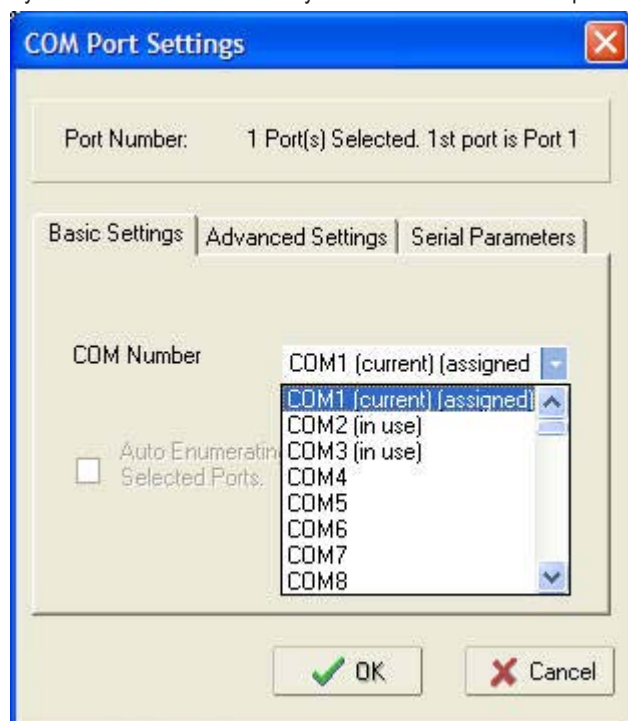 COM Port Settings
Port Number: 1 Port(s) Selected. 1st port is Port 1
Basic Settings Advanced Settings Serial Parameters
COM Number COM1 (current) (assigned
COM1 (current) (assigned)
COM2 (in use)
Auto Enumerating COM3 (in use)
Selected Ports. COM4
COM5
COM6
COM7
COM8
OK Cancel